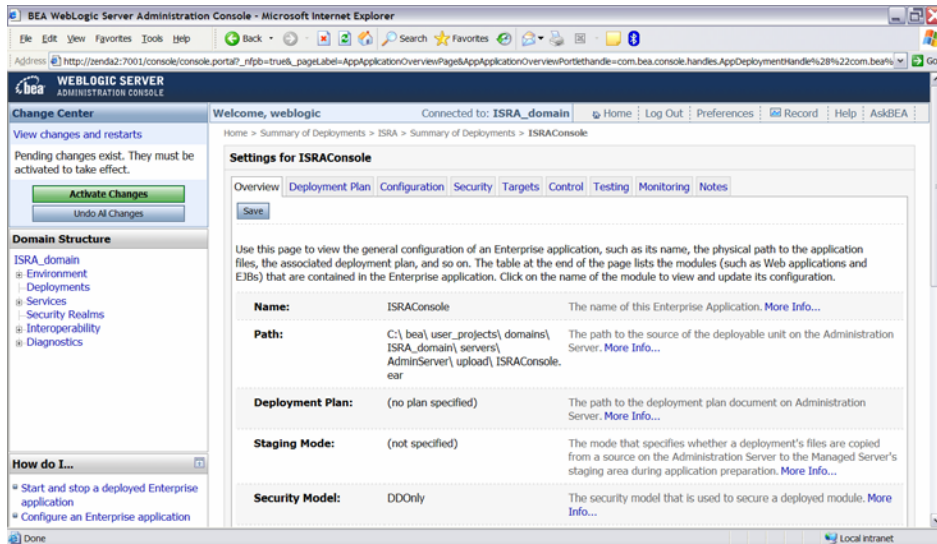 BEA WebLogic Server Administration Console - Microsoft Internet Explorer
File Edit View Favorites Tools Help
Back Search Favorites
Address http://zenda2:7001/console/console.portal?_nfpb=true&_pageLabel=AppApplicationOverviewPage&AppApplicationOverviewPortlethandle=com.bea.console.handles.AppDeploymentHandle%28%22com.bea% Go
bea WEBLOGIC SERVER
ADMINISTRATION CONSOLE
Change Center
View changes and restarts
Pending changes exist. They must be
activated to take effect.
Activate Changes
Undo All Changes
Domain Structure
ISRA_domain
Environment
Deployments
Services
Security Realms
Interoperability
Diagnostics
How do I...
Start and stop a deployed Enterprise
application
Configure an Enterprise application
Welcome, weblogic Connected to: ISRA_domain Home Log Out Preferences Record Help AskBEA
Home > Summary of Deployments > ISRA > Summary of Deployments > ISRAConsole
Settings for ISRAConsole
Overview Deployment Plan Configuration Security Targets Control Testing Monitoring Notes
Save
Use this page to view the general configuration of an Enterprise application, such as its name, the physical path to the application
files, the associated deployment plan, and so on. The table at the end of the page lists the modules (such as Web applications and
EJBs) that are contained in the Enterprise application. Click on the name of the module to view and update its configuration.
Name: ISRAConsole The name of this Enterprise Application. More Info...
Path: C:\ bea\ user_projects\ domains\ The path to the source of the deployable unit on the Administration
ISRA_domain\ servers\ Server. More Info...
AdminServer\ upload\ ISRAConsole.
ear
Deployment Plan: (no plan specified) The path to the deployment plan document on Administration
Server. More Info...
Staging Mode: (not specified) The mode that specifies whether a deployment's files are copied
from a source on the Administration Server to the Managed Server's
staging area during application preparation. More Info...
Security Model: DDOnly The security model that is used to secure a deployed module. More
Info...
Done Local intranet